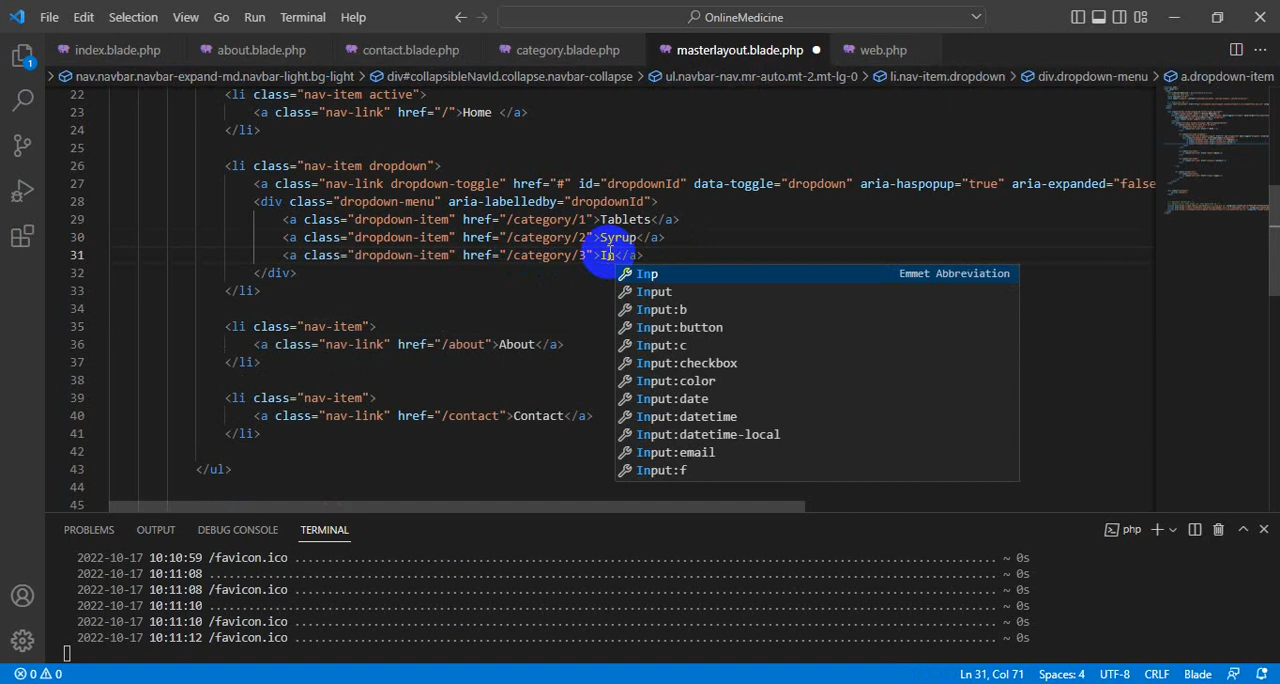 File Edit Selection View Go Run Terminal Help OnlineMedicine
index.blade.php about.blade.php contact.blade.php category.blade.php masterlayout.blade.php web.php
nav.navbar.navbar-expand-md.navbar-light.bg-light > div#collapsibleNavId.collapse.navbar-collapse > ul.navbar-nav.mr-auto.mt-2.mt-lg-0 > li.nav-item.dropdown > div.dropdown-menu > a.dropdown-item
22 <li class="nav-item active">
23 <a class="nav-link" href="/">Home </a>
24 </li>
25
26 <li class="nav-item dropdown">
27 <a class="nav-link dropdown-toggle" href="#" id="dropdownId" data-toggle="dropdown" aria-haspopup="true" aria-expanded="false
28 <div class="dropdown-menu" aria-labelledby="dropdownId">
29 <a class="dropdown-item" href="/category/1">Tablets</a>
30 <a class="dropdown-item" href="/category/2">Syrup</a>
31 <a class="dropdown-item" href="/category/3">In</a>
32 </div>
Inp Emmet Abbreviation
33 </li>
Input
34
Input:b
35 <li class="nav-item">
Input:button
36 <a class="nav-link" href="/about">About</a>
Input:c
37 </li>
Input:checkbox
38
Input:color
39 <li class="nav-item">
Input:date
40 <a class="nav-link" href="/contact">Contact</a>
Input:datetime
41 </li>
Input:datetime-local
42
Input:email
43 </ul>
Input:f
44
45
PROBLEMS OUTPUT DEBUG CONSOLE TERMINAL php
2022-10-17 10:10:59 /favicon.ico ........................................ ~ 0s
2022-10-17 10:11:08 ........................................ ~ 0s
2022-10-17 10:11:08 /favicon.ico ........................................ ~ 0s
2022-10-17 10:11:10 ........................................ ~ 0s
2022-10-17 10:11:10 /favicon.ico ........................................ ~ 0s
2022-10-17 10:11:12 /favicon.ico ........................................ ~ 0s
0 0 Ln 31, Col 71 Spaces: 4 UTF-8 CRLF Blade